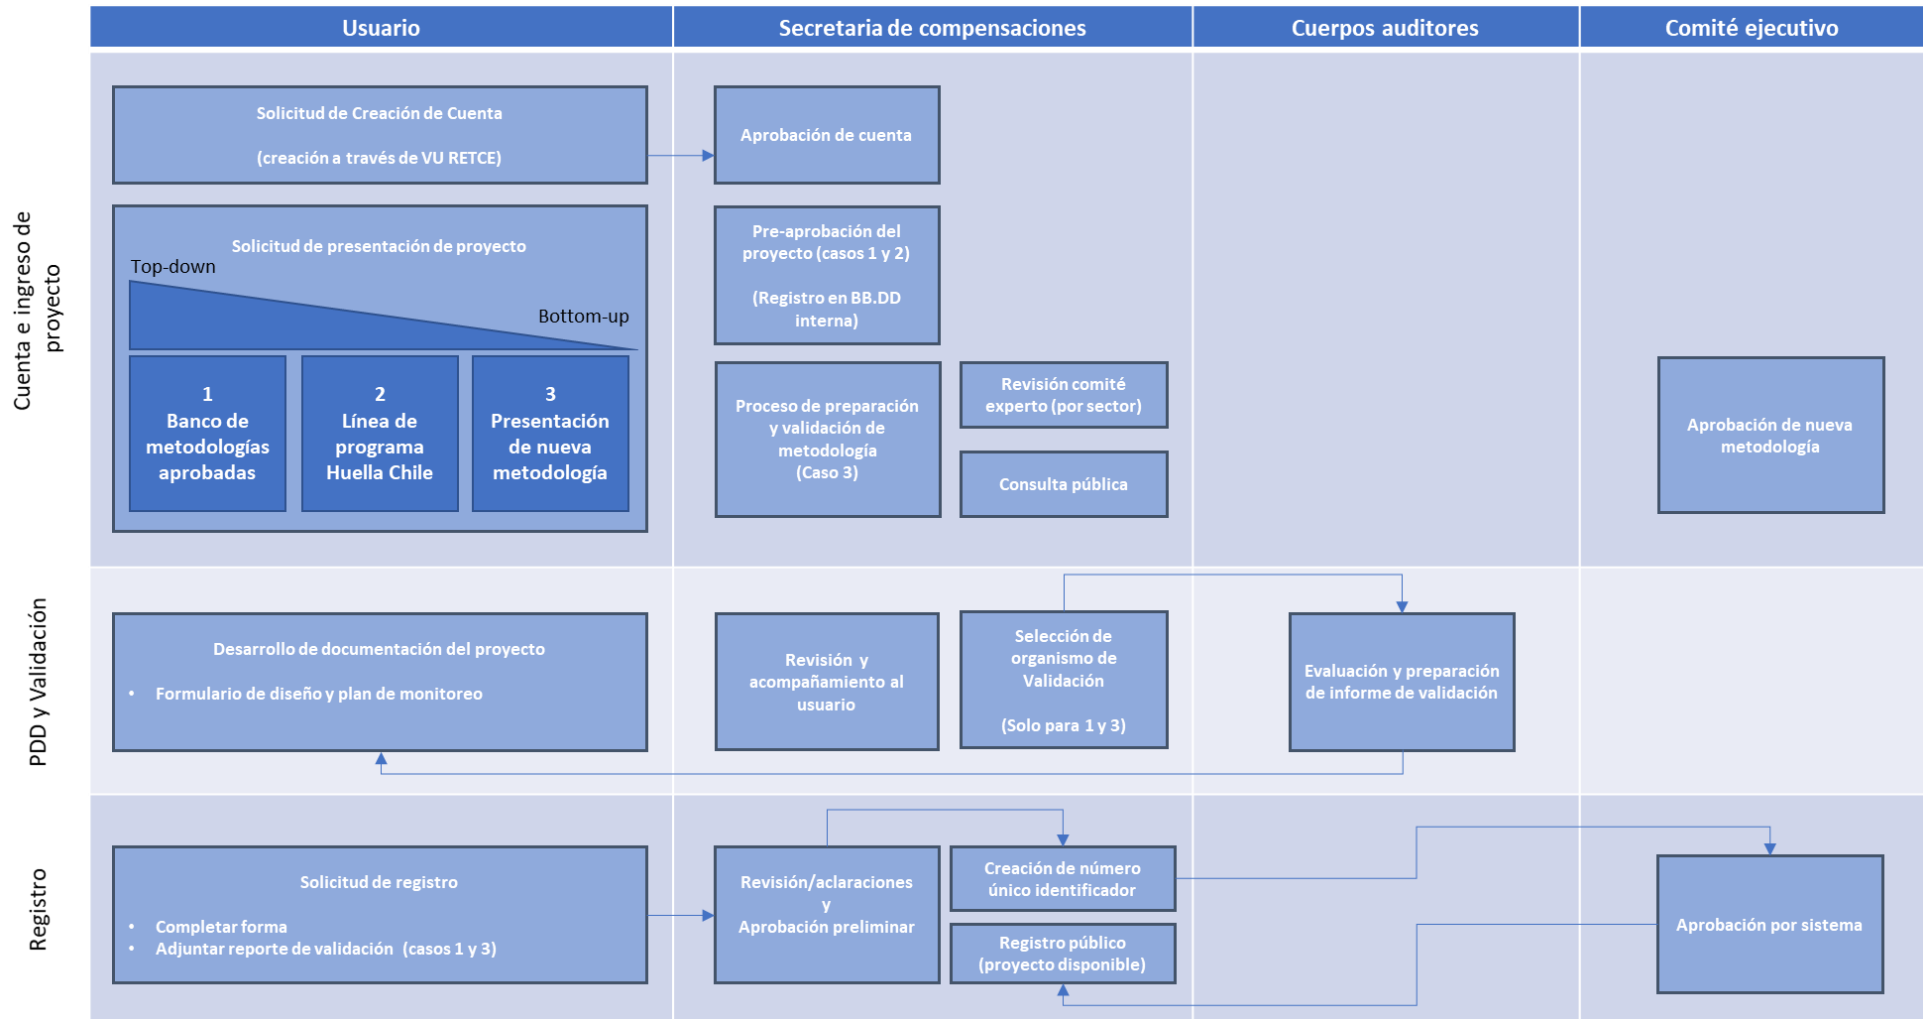 Usuario
Secretaria de compensaciones
Cuerpos auditores
Comité ejecutivo
Cuenta e ingreso de
proyecto
Solicitud de Creación de Cuenta
(creación a través de VU RETCE)
Aprobación de cuenta
Solicitud de presentación de proyecto
Top-down
Bottom-up
1
Banco de
metodologías
aprobadas
2
Línea de
programa
Huella Chile
3
Presentación
de nueva
metodología
Pre-aprobación del
proyecto (casos 1 y 2)
(Registro en BB.DD
interna)
Proceso de preparación
y validación de
metodología
(Caso 3)
Revisión comité
experto (por sector)
Consulta pública
Aprobación de nueva
metodología
PDD y Validación
Desarrollo de documentación del proyecto
• Formulario de diseño y plan de monitoreo
Revisión y
acompañamiento al
usuario
Selección de
organismo de
Validación
(Solo para 1 y 3)
Evaluación y preparación
de informe de validación
Registro
Solicitud de registro
• Completar forma
• Adjuntar reporte de validación (casos 1 y 3)
Revisión/aclaraciones
y
Aprobación preliminar
Creación de número
único identificador
Registro público
(proyecto disponible)
Aprobación por sistema